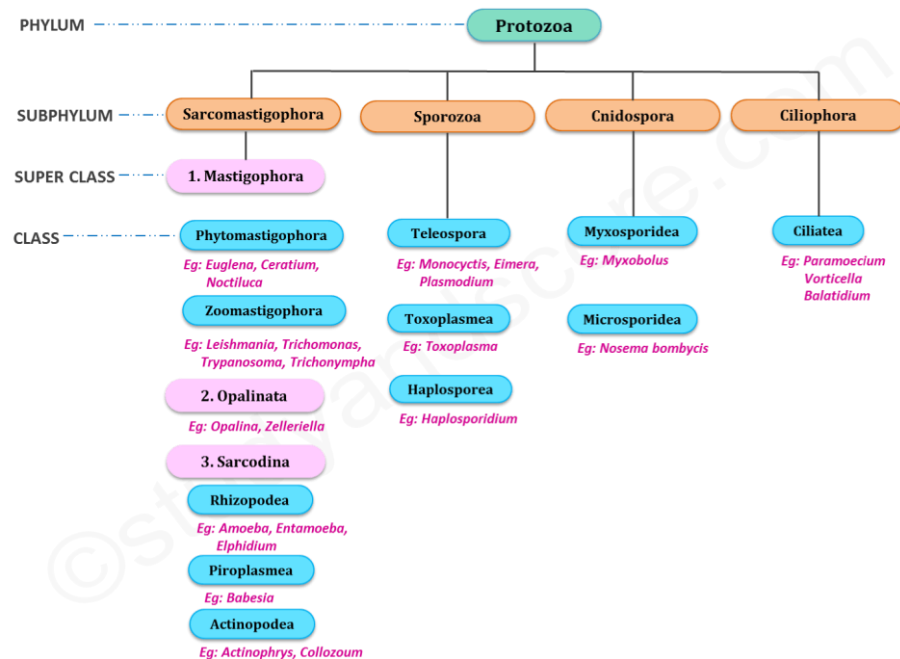 PHYLUM
Protozoa
SUBPHYLUM
Sarcomastigophora
Sporozoa
Cnidospora
Ciliophora
SUPER CLASS
1. Mastigophora
CLASS
Phytomastigophora
Teleospora
Myxosporidea
Ciliatea
Eg: Euglena, Ceratium,
Noctiluca
Eg: Monocyctis, Eimera,
Plasmodium
Eg: Myxobolus
Eg: Paramoecium
Vorticella
Balatidium
Zoomastigophora
Toxoplasmea
Microsporidea
Eg: Leishmania, Trichomonas,
Trypanosoma, Trichonympha
Eg: Toxoplasma
Eg: Nosema bombycis
2. Opalinata
Haplosporea
Eg: Opalina, Zelleriella
Eg: Haplosporidium
3. Sarcodina
Rhizopodea
Eg: Amoeba, Entamoeba,
Elphidium
Piroplasmea
Eg: Babesia
Actinopodea
Eg: Actinophrys, Collozoum
©studyandscore.com